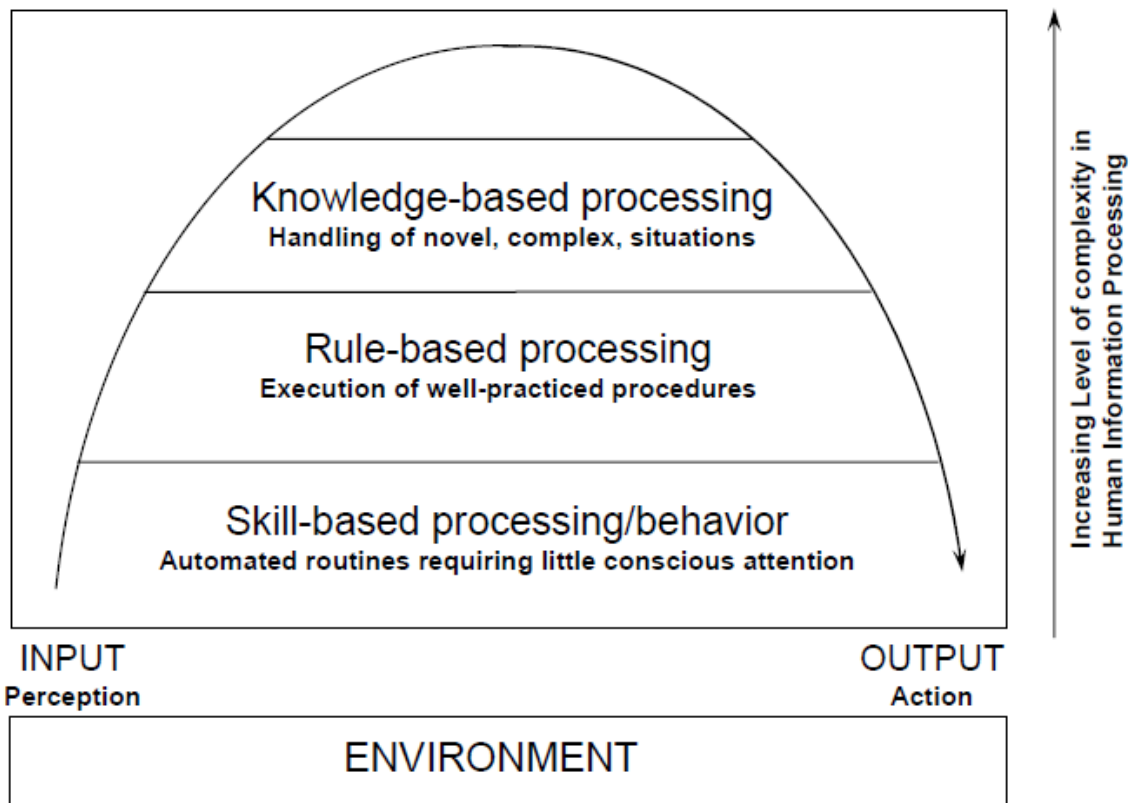 Knowledge-based processing
Handling of novel, complex, situations
Rule-based processing
Execution of well-practiced procedures
Skill-based processing/behavior
Automated routines requiring little conscious attention
INPUT
Perception
OUTPUT
Action
ENVIRONMENT
Increasing Level of complexity in
Human Information Processing